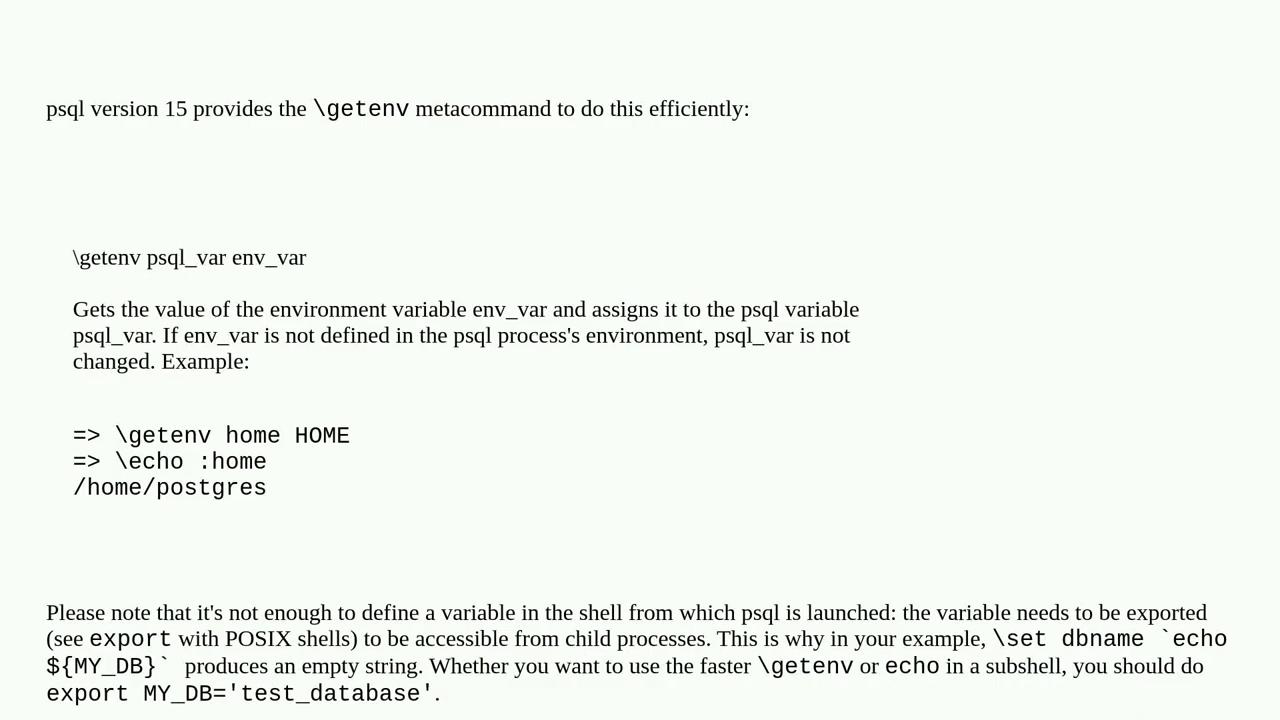 psql version 15 provides the \getenv metacommand to do this efficiently:
\getenv psql_var env_var
Gets the value of the environment variable env_var and assigns it to the psql variable
psql_var. If env_var is not defined in the psql process's environment, psql_var is not
changed. Example:
=> \getenv home HOME
=> \echo :home
/home/postgres
Please note that it's not enough to define a variable in the shell from which psql is launched: the variable needs to be exported
(see export with POSIX shells) to be accessible from child processes. This is why in your example, \set dbname `echo
${MY_DB}` produces an empty string. Whether you want to use the faster \getenv or echo in a subshell, you should do
export MY_DB='test_database'.